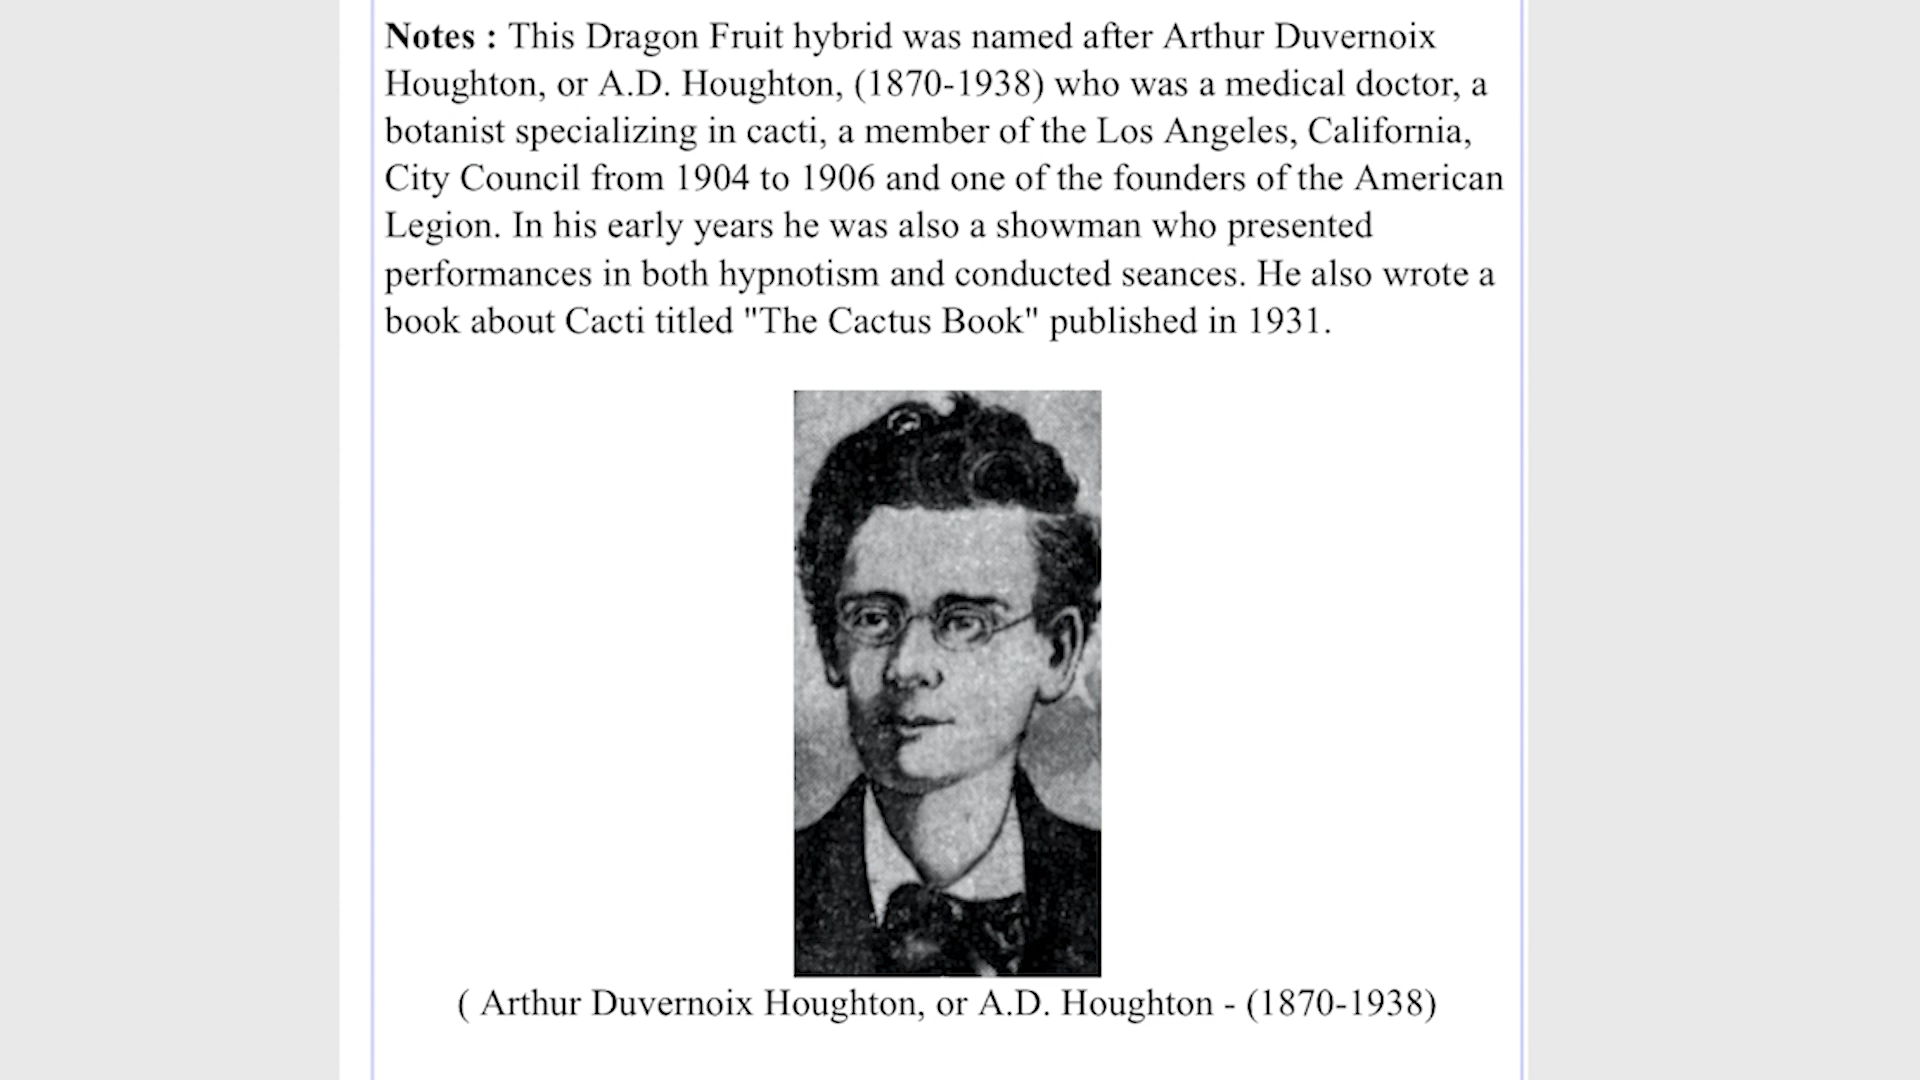 Notes : This Dragon Fruit hybrid was named after Arthur Duvernoix
Houghton, or A.D. Houghton, (1870-1938) who was a medical doctor, a
botanist specializing in cacti, a member of the Los Angeles, California,
City Council from 1904 to 1906 and one of the founders of the American
Legion. In his early years he was also a showman who presented
performances in both hypnotism and conducted seances. He also wrote a
book about Cacti titled "The Cactus Book" published in 1931.
( Arthur Duvernoix Houghton, or A.D. Houghton - (1870-1938)